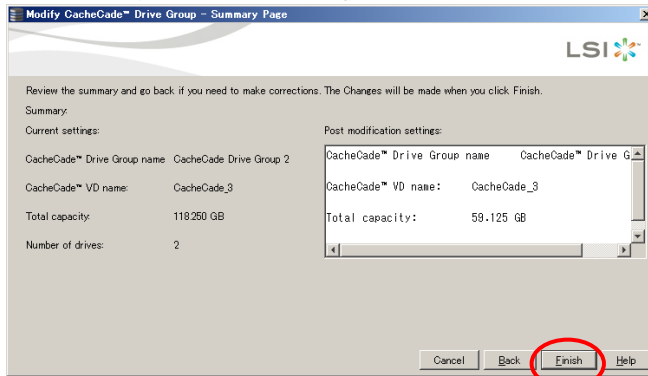 Modify CacheCade™ Drive Group - Summary Page
LSI
Review the summary and go back if you need to make corrections. The Changes will be made when you click Finish.
Summary:
Current settings:
CacheCade™ Drive Group name CacheCade Drive Group 2
CacheCade™ VD name: CacheCade_3
Total capacity: 118.250 GB
Number of drives: 2
Post modification settings:
CacheCade™ Drive Group name CacheCade™ Drive G
CacheCade™ VD name: CacheCade_3
Total capacity: 59.125 GB
Cancel Back Finish Help